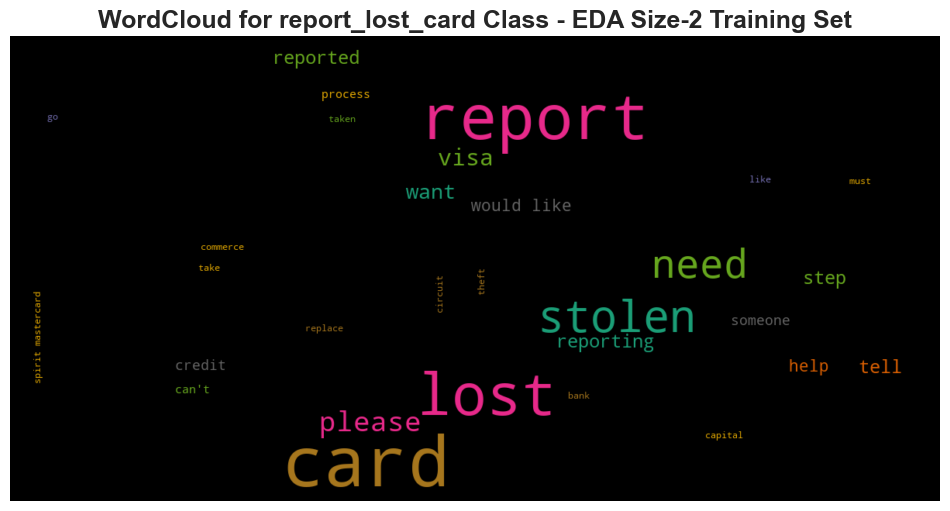 WordCloud for report_lost_card Class - EDA Size-2 Training Set
reported
process
go
taken
report
visa
like
must
want
would like
commerce
take
need
step
circuit
theft
spirit mastercard
stolen
someone
replace
reporting
credit
help
tell
can't
lost
bank
please
capital
card